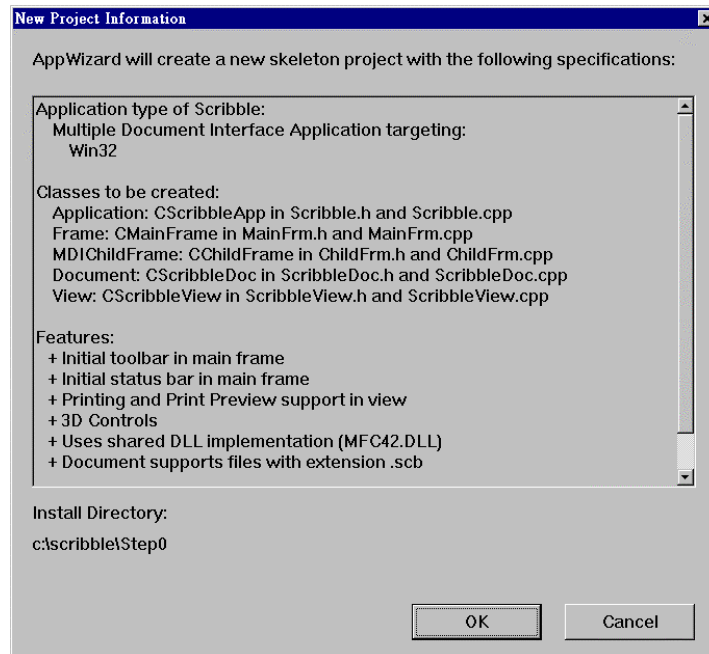 New Project Information
AppWizard will create a new skeleton project with the following specifications:
Application type of Scribble:
Multiple Document Interface Application targeting:
Win32
Classes to be created:
Application: CScribbleApp in Scribble.h and Scribble.cpp
Frame: CMainFrame in MainFrm.h and MainFrm.cpp
MDIChildFrame: CChildFrame in ChildFrm.h and ChildFrm.cpp
Document: CScribbleDoc in ScribbleDoc.h and ScribbleDoc.cpp
View: CScribbleView in ScribbleView.h and ScribbleView.cpp
Features:
+ Initial toolbar in main frame
+ Initial status bar in main frame
+ Printing and Print Preview support in view
+ 3D Controls
+ Uses shared DLL implementation (MFC42.DLL)
+ Document supports files with extension .scb
Install Directory:
c:\scribble\Step0
OK
Cancel